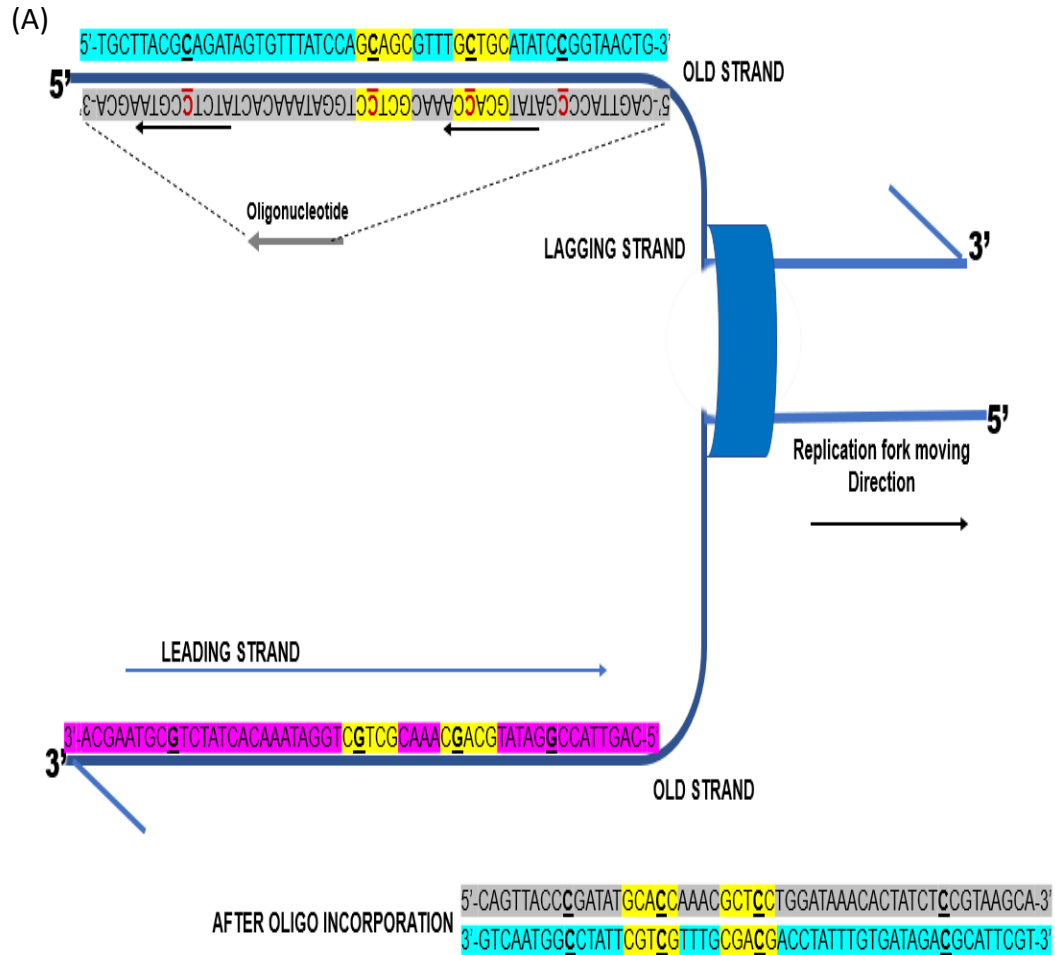 (A)
5'-TGCTTACGCAGATAGTGTTTATCCAGCAGCGTTTGCTGCATATCCGGTAACTG-3'
5’
OLD STRAND
5'-CAGTTACCCGATATGCACCAAACGCTCCTGGATAAACACTATCTCCGTAAGCA-3'
Oligonucleotide
LAGGING STRAND
3’
5’
Replication fork moving
Direction
LEADING STRAND
3'-ACGAATGCGTCTATCACAAATAGGTCGTCGCAAACGACGTATAGGCCATTGAC-5'
3’
OLD STRAND
5'-CAGTTACCCGATATGCACCAAACGCTCCTGGATAAACACTATCTCCGTAAGCA-3'
AFTER OLIGO INCORPORATION
3'-GTCAATGGCCTATTCGTCGTTTGCGACGACCTATTTGTGATAGACGCATTCGT-3'